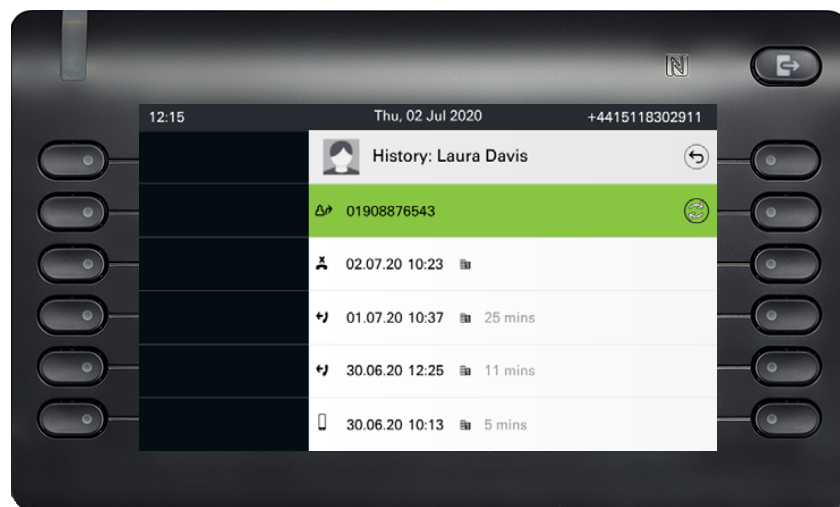 12:15 Thu, 02 Jul 2020 +4415118302911
History: Laura Davis
01908876543
02.07.20 10:23
01.07.20 10:37 25 mins
30.06.20 12:25 11 mins
30.06.20 10:13 5 mins